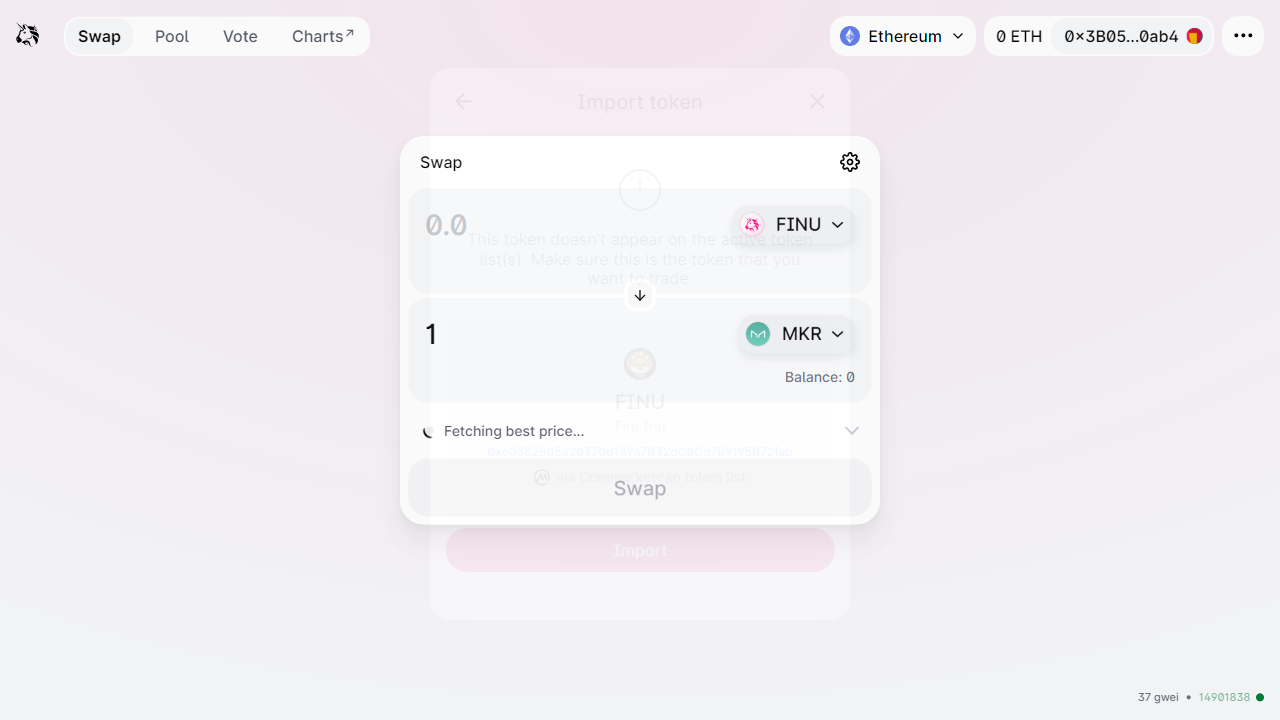 Swap
Pool
Vote
Charts↗
Ethereum
0 ETH
0x3B05...0ab4
Import token
Swap
0.0
FINU
This token doesn't appear on the active token
list(s). Make sure this is the token that you
want to trade.
1
MKR
Balance: 0
FINU
Fire Inu
Fetching best price...
via Coinmarketcap token list
Swap
Import
37 gwei
14901838